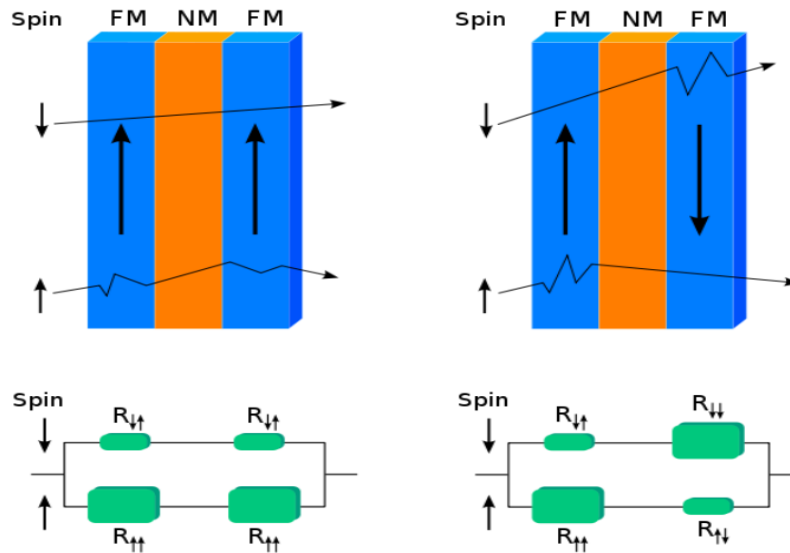 Spin FM NM FM
Spin FM NM FM
Spin
R↓↑ R↓↑
R↑↑ R↑↑
Spin
R↓↑ R↓↓
R↑↑ R↑↓